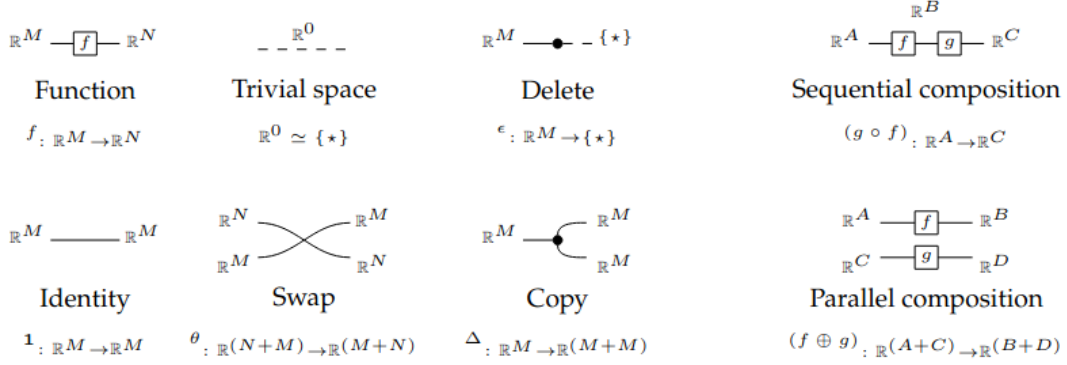 ℝ^B
ℝ^M f ℝ^N ℝ^0 ℝ^M {⋆} ℝ^A f g ℝ^C
Function Trivial space Delete Sequential composition
f : ℝ^M → ℝ^N ℝ^0 ≃ {⋆} ϵ : ℝ^M → {⋆} (g ∘ f) : ℝ^A → ℝ^C
ℝ^N ℝ^M ℝ^M ℝ^A f ℝ^B
ℝ^M ℝ^M ℝ^M
ℝ^M ℝ^N ℝ^M ℝ^C g ℝ^D
Identity Swap Copy Parallel composition
1 : ℝ^M → ℝ^M θ : ℝ^(N+M) → ℝ^(M+N) Δ : ℝ^M → ℝ^(M+M) (f ⊕ g) : ℝ^(A+C) → ℝ^(B+D)